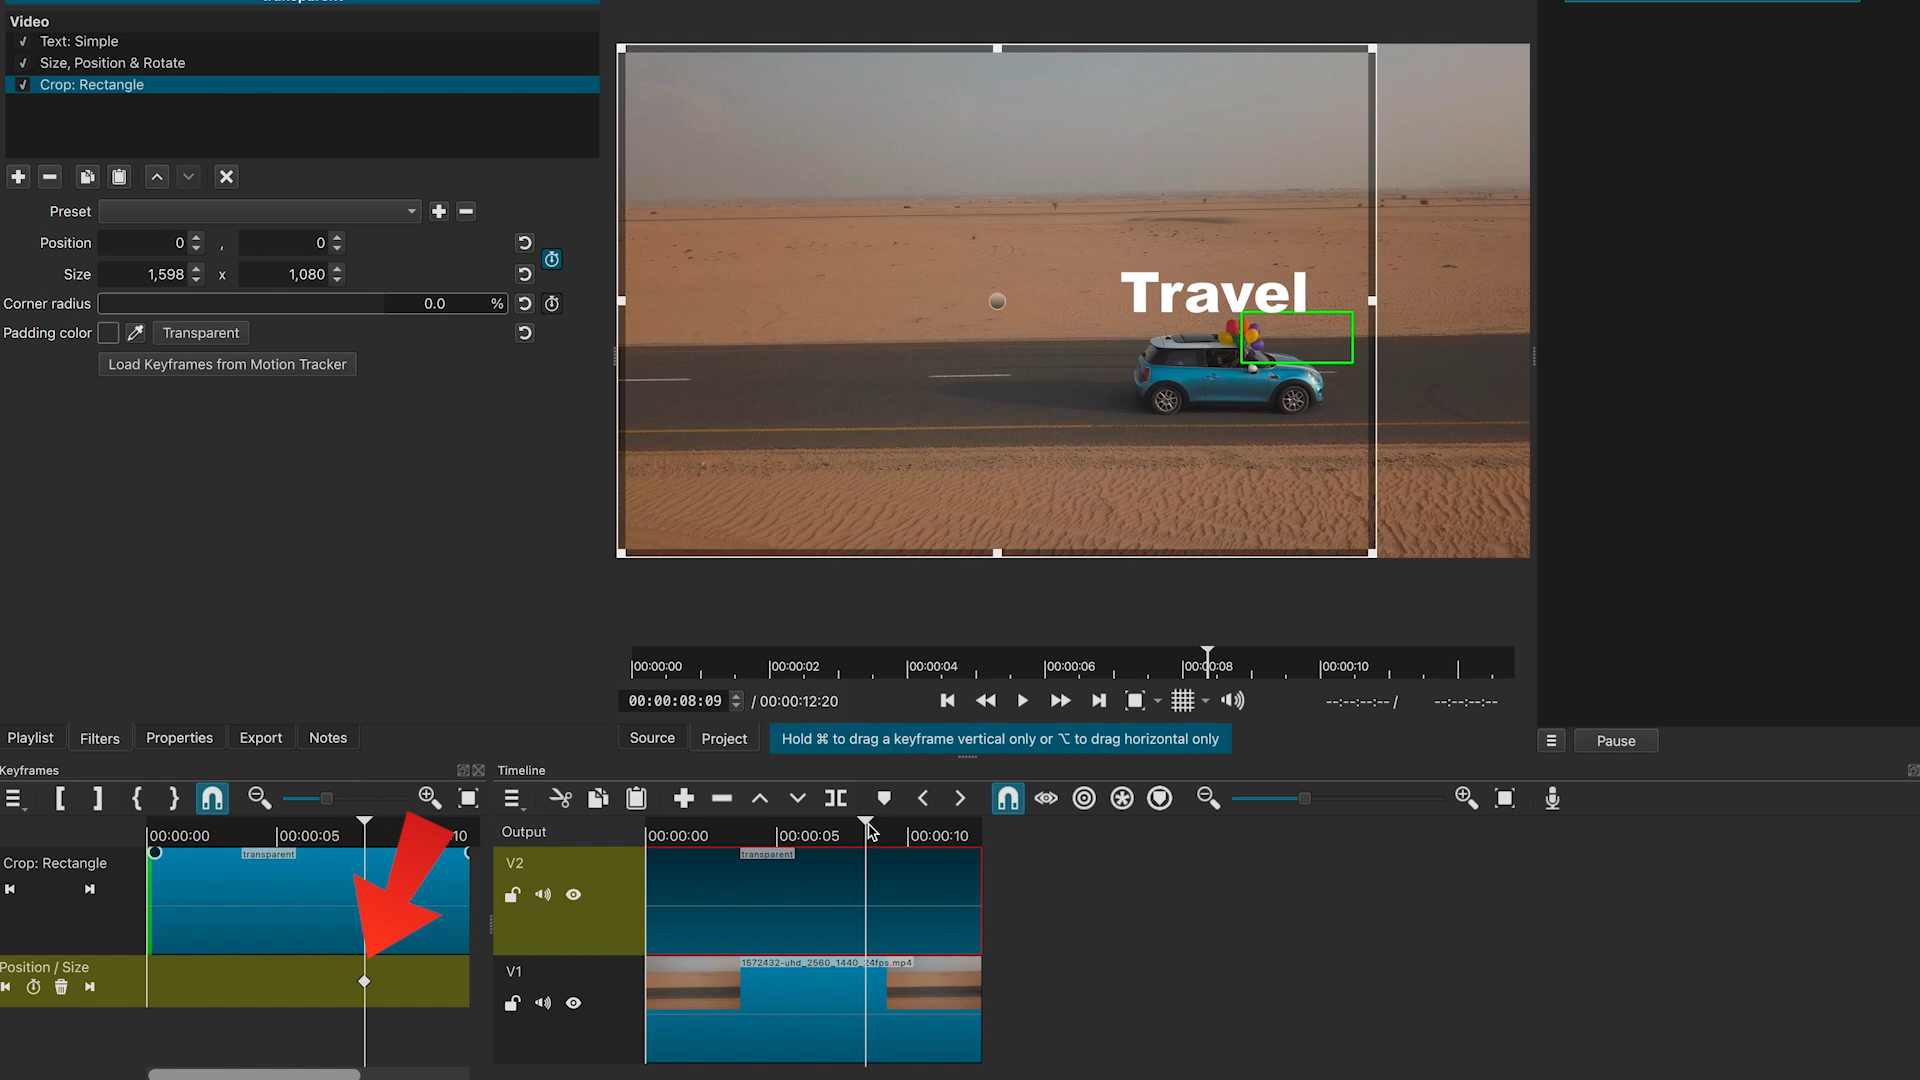 Video
Text: Simple
Size, Position & Rotate
Crop: Rectangle
Preset
Position 0 , 0
Size 1,598 x 1,080
Corner radius 0.0 %
Padding color Transparent
Load Keyframes from Motion Tracker
Travel
00:00:00 00:00:02 00:00:04 00:00:06 00:00:08 00:00:10
00:00:08:09 / 00:00:12:20 --:--:--:-- / --:--:--:--
Playlist Filters Properties Export Notes
Source Project Hold ⌘ to drag a keyframe vertical only or ⌥ to drag horizontal only
Pause
Keyframes
Timeline
00:00:00 00:00:05 10
Crop: Rectangle
transparent
Position / Size
Output 00:00:00 00:00:05 00:00:10
V2
transparent
V1
1572432-uhd_2560_1440_24fps.mp4